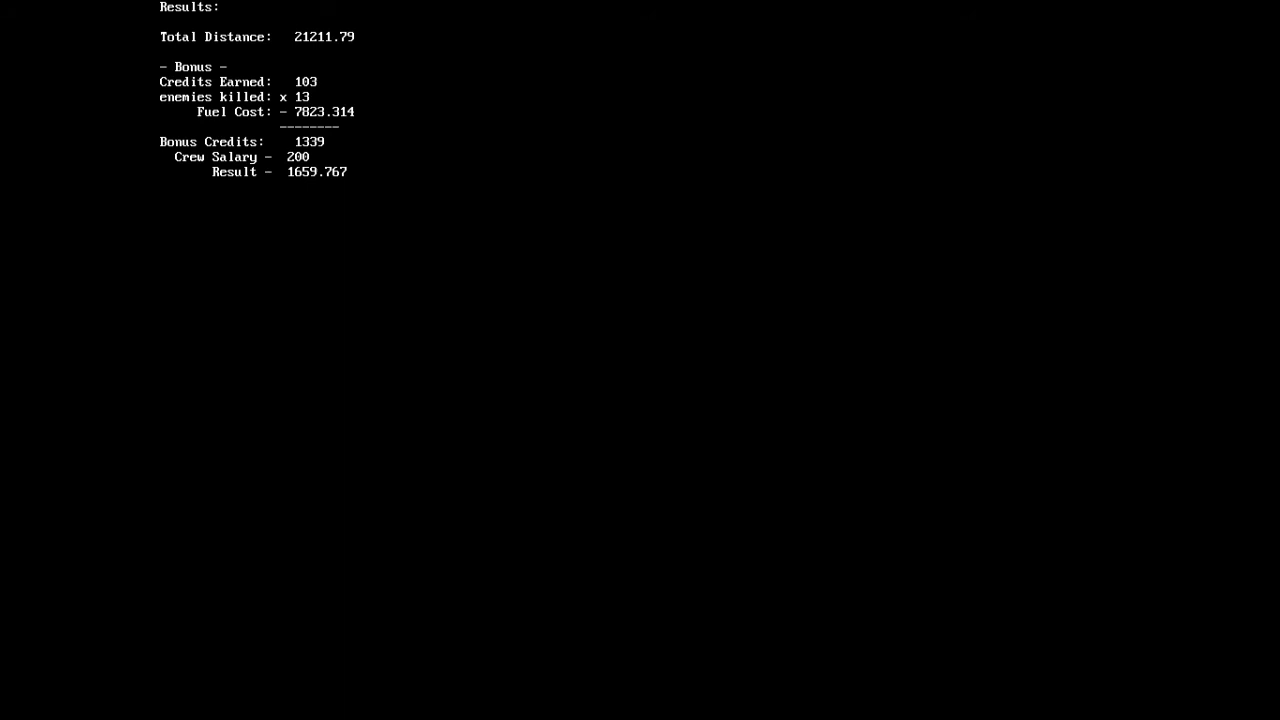 Results:
Total Distance: 21211.79
- Bonus -
Credits Earned: 103
enemies killed: x 13
Fuel Cost: - 7823.314
--------
Bonus Credits: 1339
Crew Salary - 200
Result - 1659.767